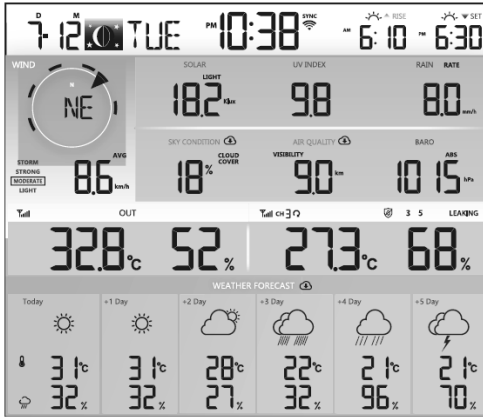 D M
7-12 TUE PM 10:38 SYNC AM 6:10 RISE PM 6:30 SET
WIND SOLAR UV INDEX RAIN RATE
N LIGHT
NE 18.2 Klux 9.8 8.0 mm/h
SKY CONDITION AIR QUALITY BARO
STORM AVG CLOUD COVER VISIBILITY ABS
STRONG
MODERATE 8.6 km/h 18 % 9.0 km 1015 hPa
LIGHT
OUT CH 3 3 5 LEAKING
32.8 °C 52 % 27.3 °C 68 %
WEATHER FORECAST
Today +1 Day +2 Day +3 Day +4 Day +5 Day
31 °C 31 °C 28 °C 22 °C 21 °C 21 °C
32 % 32 % 27 % 32 % 96 % 70 %